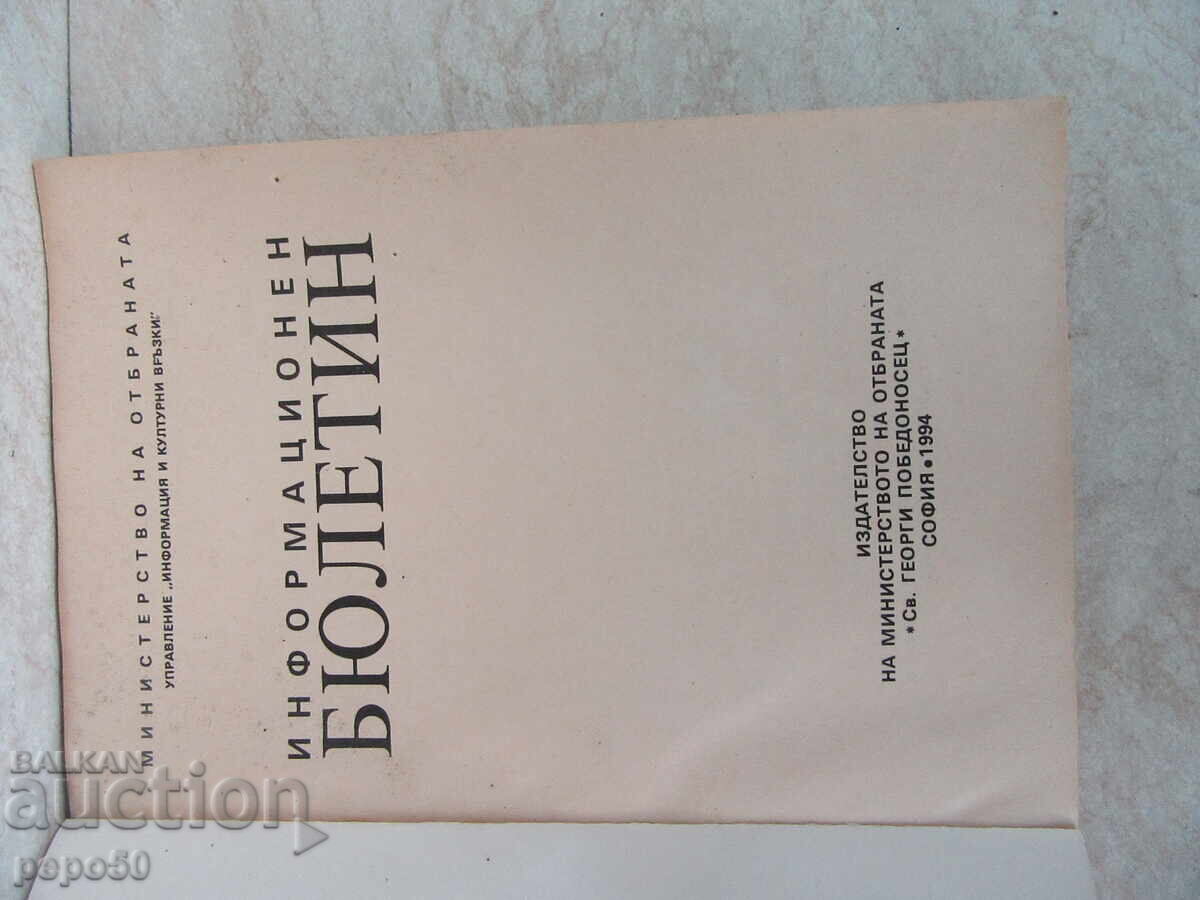 МИНИСТЕРСТВО НА ОТБРАНАТА
УПРАВЛЕНИЕ „ИНФОРМАЦИЯ И КУЛТУРНИ ВРЪЗКИ"
ИНФОРМАЦИОНЕН
БЮЛЕТИН
ИЗДАТЕЛСТВО
НА МИНИСТЕРСТВОТО НА ОТБРАНАТА
*Св. ГЕОРГИ ПОБЕДОНОСЕЦ*
СОФИЯ • 1994
BALKAN
auction
pepo50